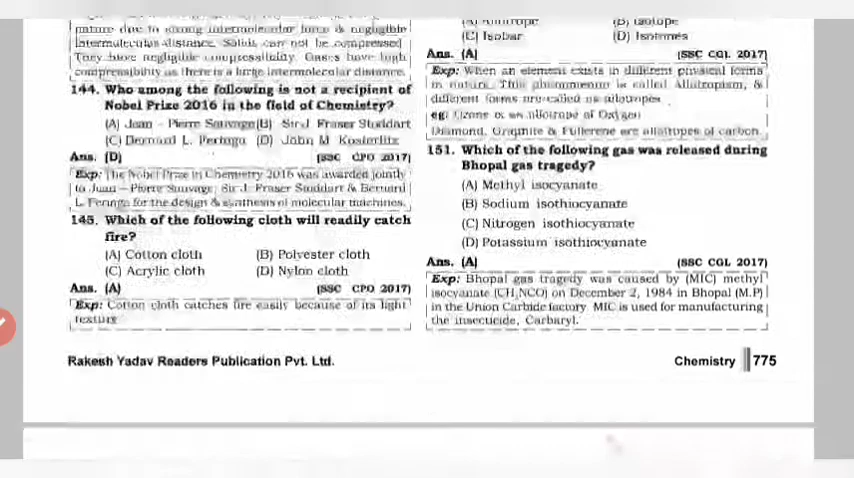 nature due to strong intermolecular force & negligible
intermolecular distance. Solids can not be compressed
They have negligible compressibility. Gases have high
compressibility as there is a large intermolecular distance.
144. Who among the following is not a recipient of
Nobel Prize 2016 in the field of Chemistry?
(A) Jean - Pierre Sauvage (B) Sir J Fraser Stoddart
(C) Bernard L. Feringa (D) John M Kosterlitz
Ans. (D) (SSC CPO 2017)
Exp: The Nobel Prize in Chemistry 2016 was awarded jointly
to Jean - Pierre Sauvage, Sir J. Fraser Stoddart & Bernard
L. Feringa for the design & synthesis of molecular machines.
145. Which of the following cloth will readily catch
fire?
(A) Cotton cloth (B) Polyester cloth
(C) Acrylic cloth (D) Nylon cloth
Ans. (A) (SSC CPO 2017)
Exp: Cotton cloth catches fire easily because of its light
texture
(A) Allotrope (B) Isotope
(C) Isobar (D) Isotones
Ans. (A) (SSC CGL 2017)
Exp: When an element exists in different physical forms
in nature. This phenomenon is called Allotropism, &
different forms are called as allotropes.
eg: Ozone is an allotrope of Oxygen
Diamond, Graphite & Fullerene are allotropes of carbon.
151. Which of the following gas was released during
Bhopal gas tragedy?
(A) Methyl isocyanate
(B) Sodium isothiocyanate
(C) Nitrogen isothiocyanate
(D) Potassium isothiocyanate
Ans. (A) (SSC CGL 2017)
Exp: Bhopal gas tragedy was caused by (MIC) methyl
isocyanate (CH3NCO) on December 2, 1984 in Bhopal (M.P)
in the Union Carbide factory MIC is used for manufacturing
the insecticide, Carbaryl.
Rakesh Yadav Readers Publication Pvt. Ltd.
Chemistry 775